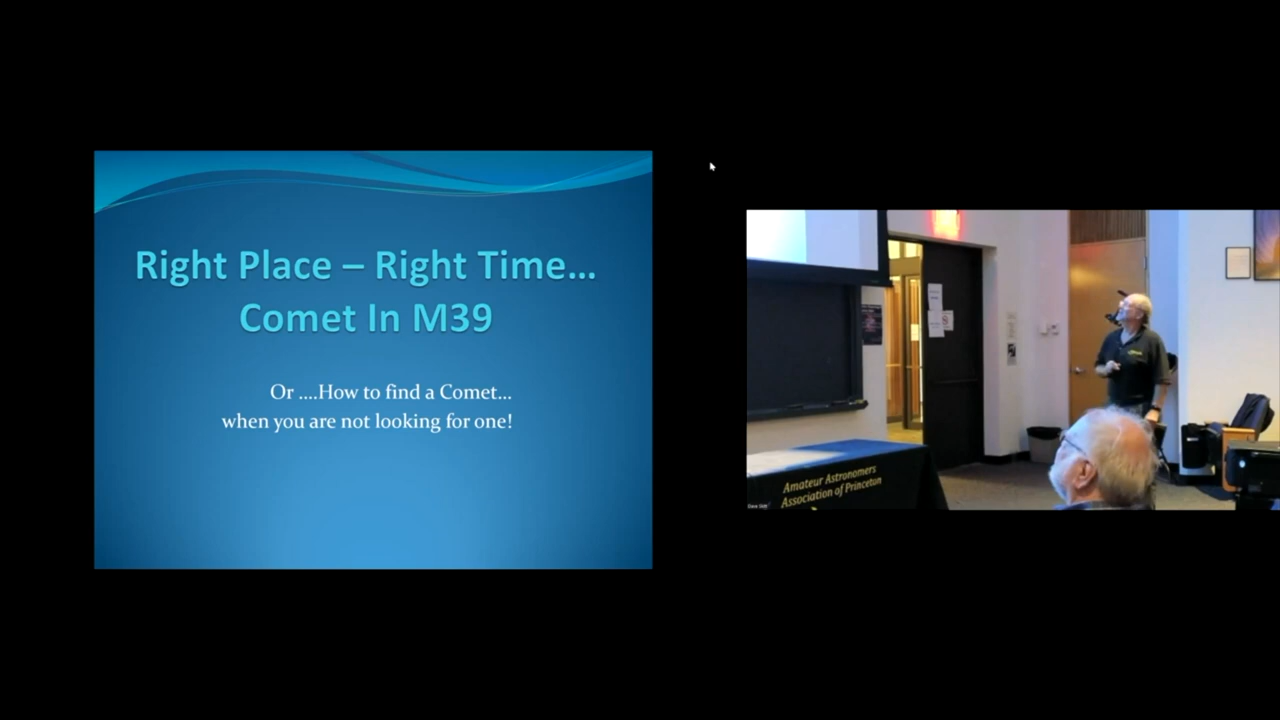 Right Place – Right Time...
Comet In M39
Or ....How to find a Comet...
when you are not looking for one!
Amateur Astronomers
Association of Princeton